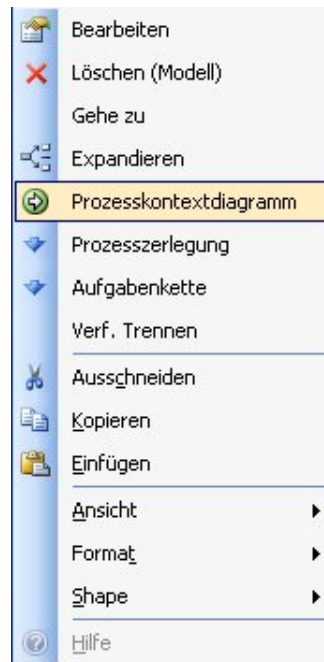 Bearbeiten
Löschen (Modell)
Gehe zu
Expandieren
Prozesskontextdiagramm
Prozesszerlegung
Aufgabenkette
Verf. Trennen
Ausschneiden
Kopieren
Einfügen
Ansicht
Format
Shape
Hilfe